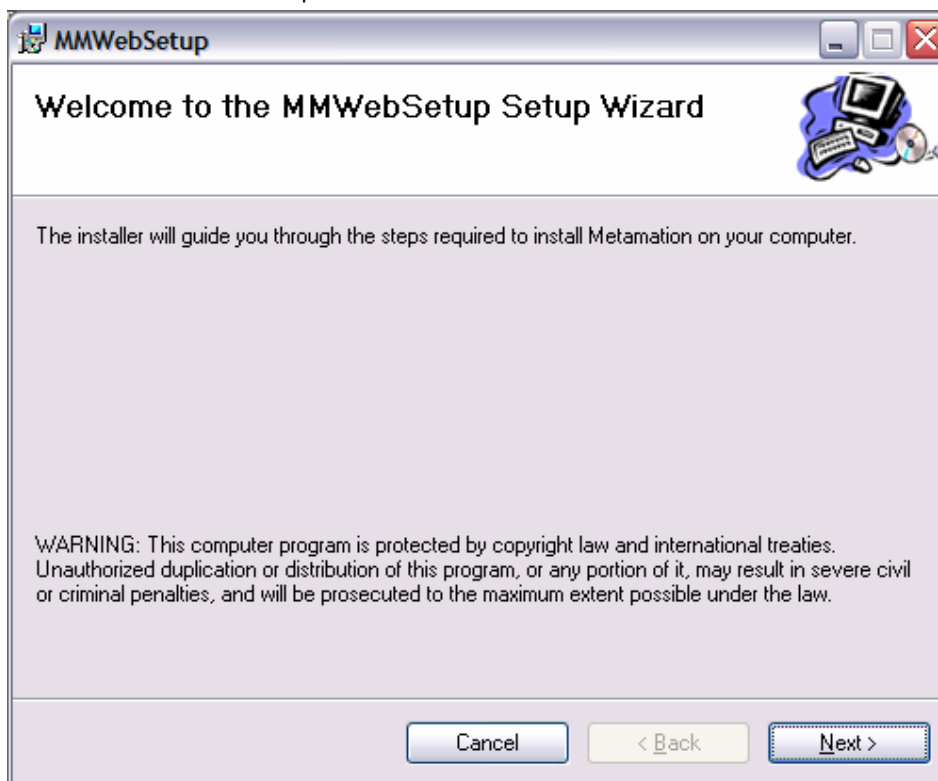 MMWebSetup
Welcome to the MMWebSetup Setup Wizard
The installer will guide you through the steps required to install Metamation on your computer.
WARNING: This computer program is protected by copyright law and international treaties.
Unauthorized duplication or distribution of this program, or any portion of it, may result in severe civil
or criminal penalties, and will be prosecuted to the maximum extent possible under the law.
Cancel < Back Next >